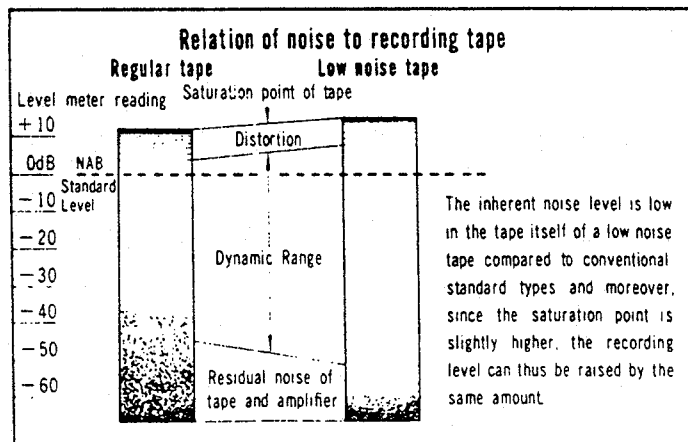 Relation of noise to recording tape
Regular tape
Low noise tape
Saturation point of tape
Level meter reading
+10
Distortion
0dB NAB
Standard
Level
-10
-20
Dynamic Range
-30
-40
-50
-60
Residual noise of
tape and amplifier
The inherent noise level is low
in the tape itself of a low noise
tape compared to conventional
standard types and moreover,
since the saturation point is
slightly higher, the recording
level can thus be raised by the
same amount.